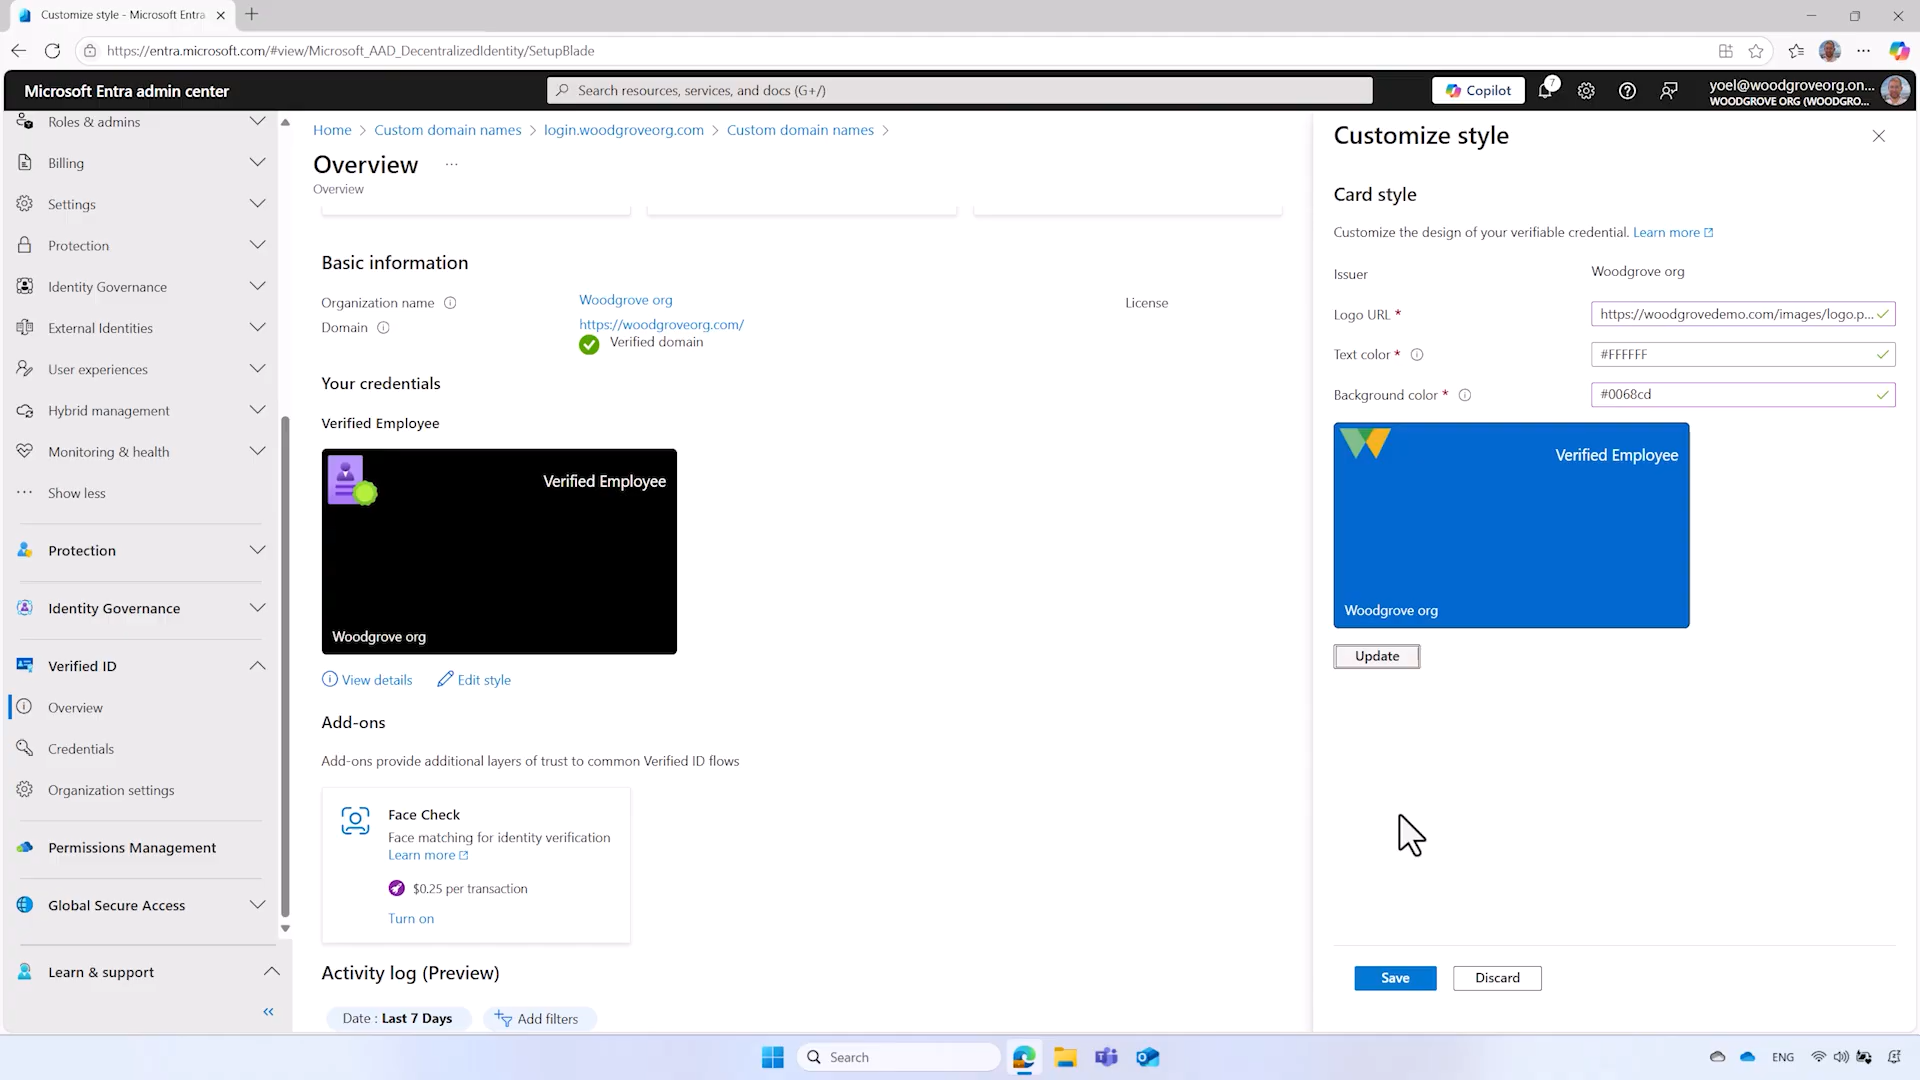 Customize style - Microsoft Entra
https://entra.microsoft.com/#view/Microsoft_AAD_DecentralizedIdentity/SetupBlade
Microsoft Entra admin center
Search resources, services, and docs (G+/)
Copilot
7
yoel@woodgroveorg.on...
WOODGROVE ORG (WOODGRO...
Roles & admins
Billing
Settings
Protection
Identity Governance
External Identities
User experiences
Hybrid management
Monitoring & health
Show less
Protection
Identity Governance
Verified ID
Overview
Credentials
Organization settings
Permissions Management
Global Secure Access
Learn & support
Home > Custom domain names > login.woodgroveorg.com > Custom domain names >
Overview ...
Overview
Basic information
Organization name
Woodgrove org
License
Domain
https://woodgroveorg.com/
Verified domain
Your credentials
Verified Employee
Verified Employee
Woodgrove org
View details
Edit style
Add-ons
Add-ons provide additional layers of trust to common Verified ID flows
Face Check
Face matching for identity verification
Learn more
$0.25 per transaction
Turn on
Activity log (Preview)
Date : Last 7 Days
Add filters
Customize style
Card style
Customize the design of your verifiable credential. Learn more
Issuer
Woodgrove org
Logo URL *
https://woodgrovedemo.com/images/logo.p...
Text color *
#FFFFFF
Background color *
#0068cd
Verified Employee
Woodgrove org
Update
Save
Discard
Search
ENG